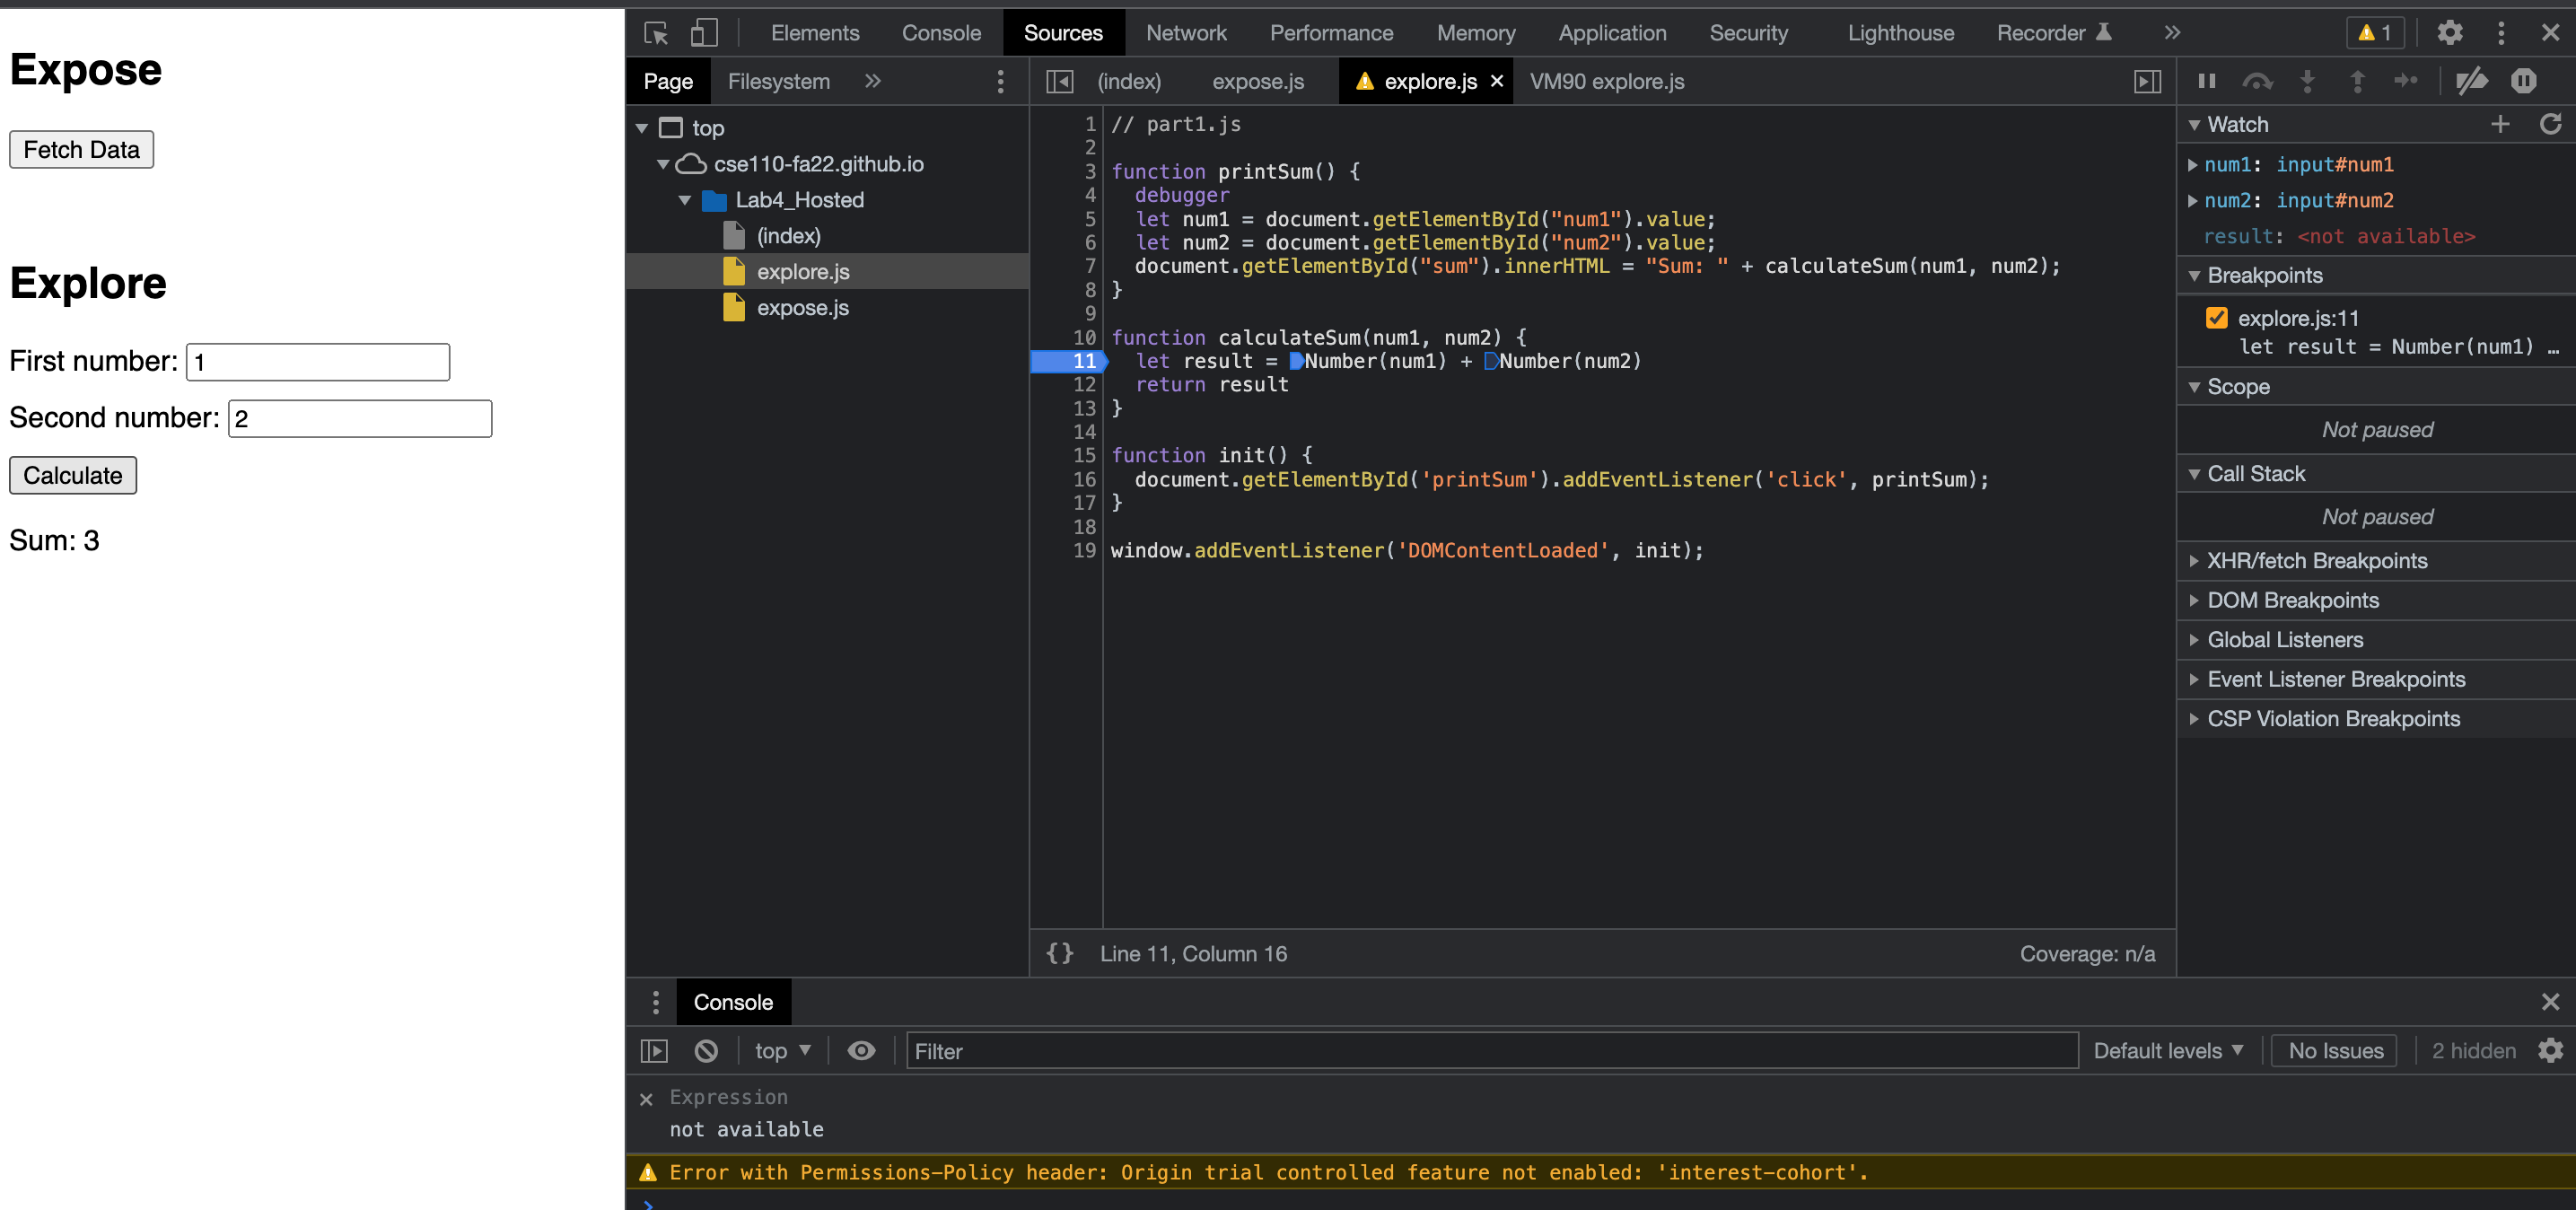 Expose
Fetch Data
Explore
First number: 1
Second number: 2
Calculate
Sum: 3
Elements Console Sources Network Performance Memory Application Security Lighthouse Recorder 1
Page Filesystem
top
cse110-fa22.github.io
Lab4_Hosted
(index)
explore.js
expose.js
(index) expose.js explore.js VM90 explore.js
1 // part1.js
2
3 function printSum() {
4 debugger
5 let num1 = document.getElementById("num1").value;
6 let num2 = document.getElementById("num2").value;
7 document.getElementById("sum").innerHTML = "Sum: " + calculateSum(num1, num2);
8 }
9
10 function calculateSum(num1, num2) {
11 let result = Number(num1) + Number(num2)
12 return result
13 }
14
15 function init() {
16 document.getElementById('printSum').addEventListener('click', printSum);
17 }
18
19 window.addEventListener('DOMContentLoaded', init);
{} Line 11, Column 16 Coverage: n/a
Watch
num1: input#num1
num2: input#num2
result: <not available>
Breakpoints
explore.js:11
let result = Number(num1) …
Scope
Not paused
Call Stack
Not paused
XHR/fetch Breakpoints
DOM Breakpoints
Global Listeners
Event Listener Breakpoints
CSP Violation Breakpoints
Console
top Filter Default levels No Issues 2 hidden
Expression
not available
Error with Permissions-Policy header: Origin trial controlled feature not enabled: 'interest-cohort'.